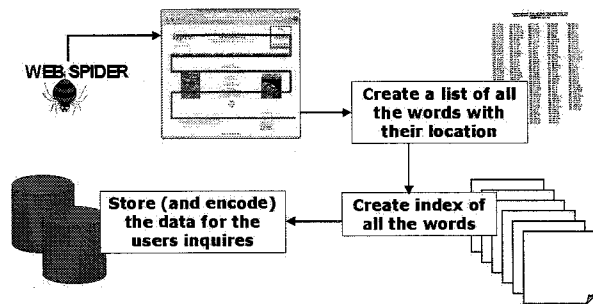 WEB SPIDER
Create a list of all
the words with
their location
Create index of
all the words
Store (and encode)
the data for the
users inquires